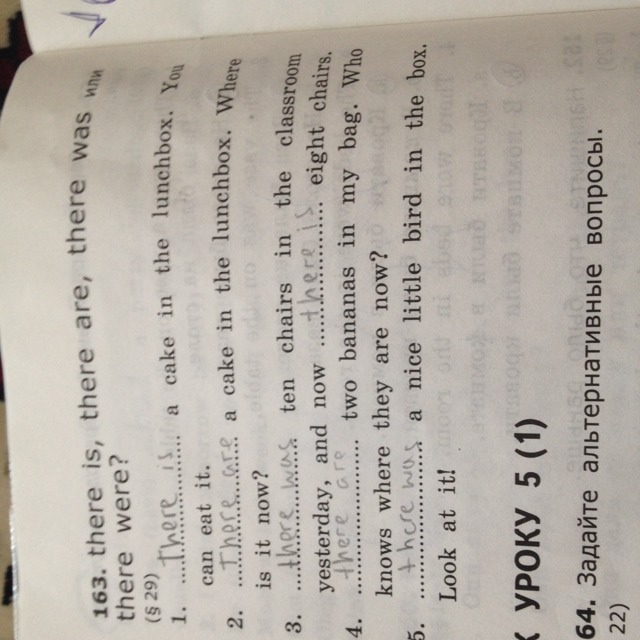 163. there is, there are, there was или
there were?
(§ 29)
1. There is a cake in the lunchbox. You
can eat it.
2. There are a cake in the lunchbox. Where
is it now?
3. there was ten chairs in the classroom
yesterday, and now there is eight chairs.
4. there are two bananas in my bag. Who
knows where they are now?
5. there was a nice little bird in the box.
Look at it!
К УРОКУ 5 (1)
64. Задайте альтернативные вопросы.
22)